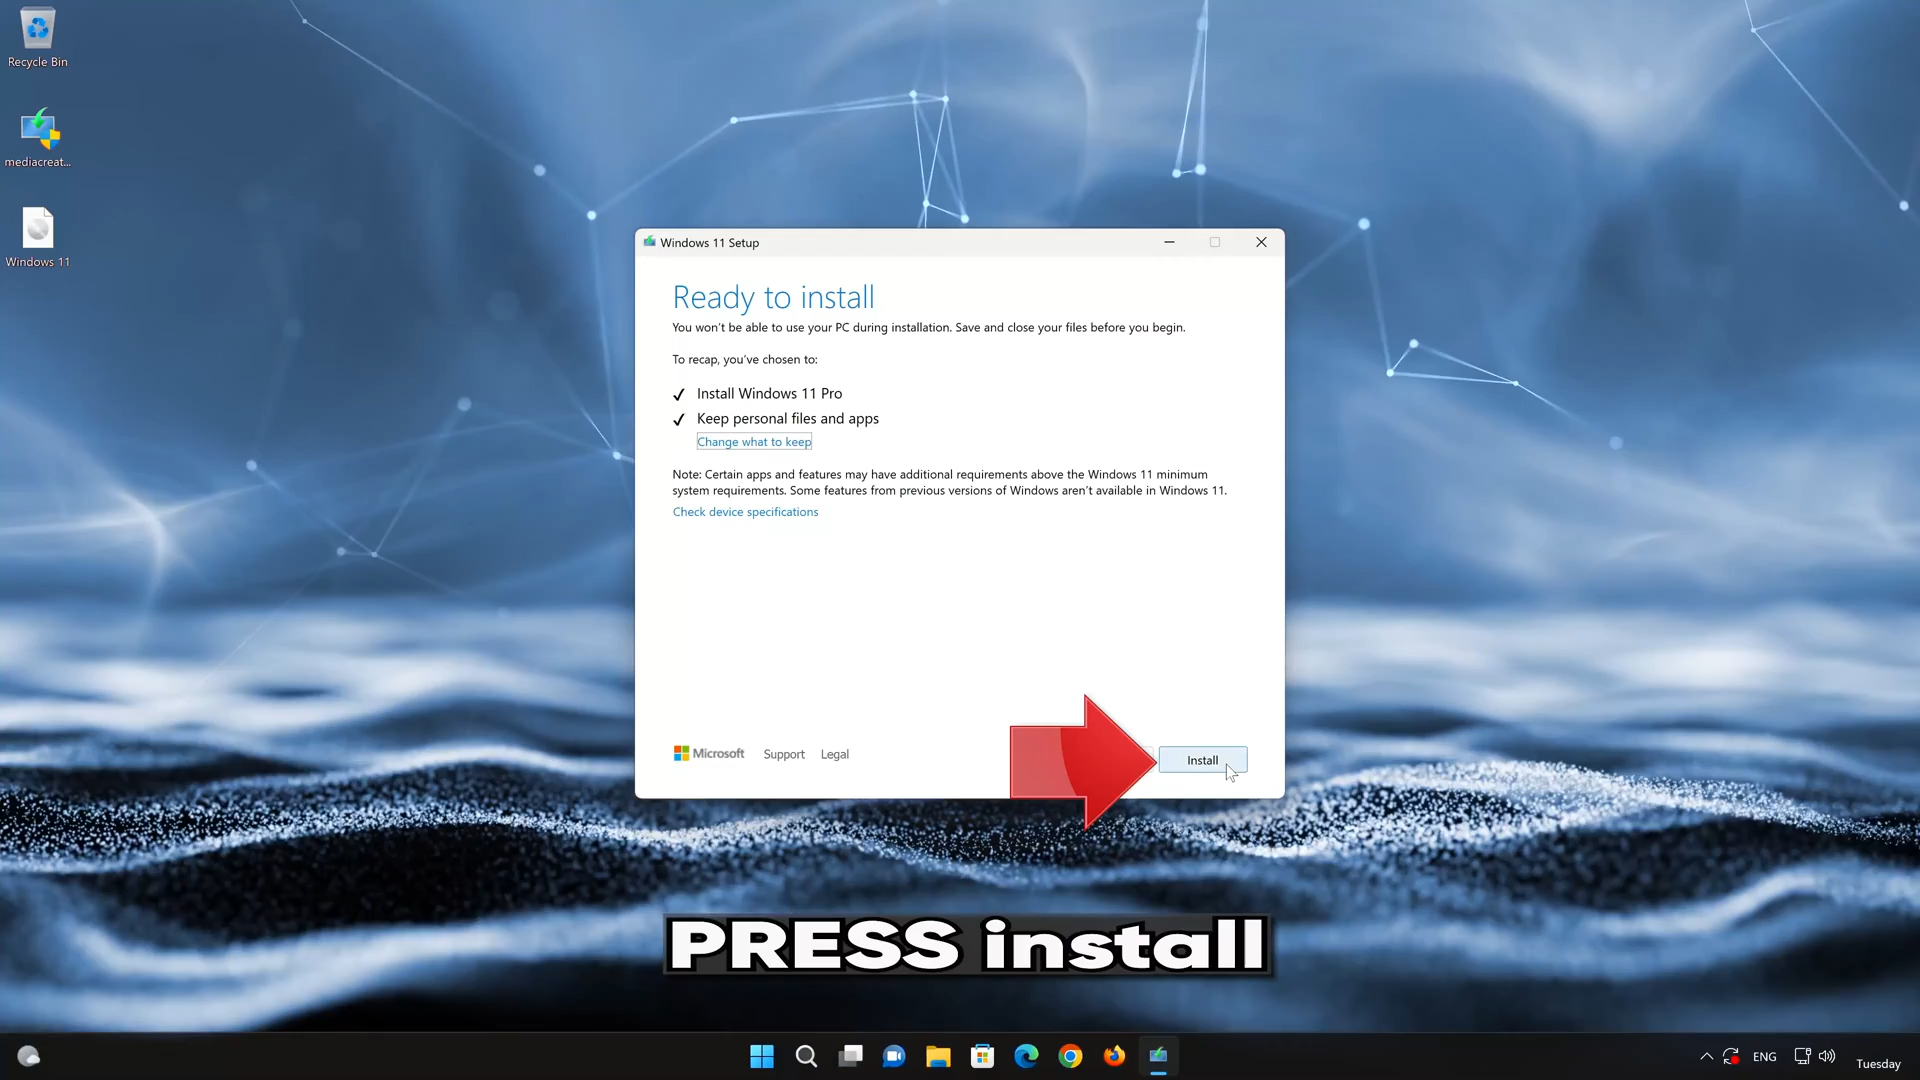 Recycle Bin
mediacreat...
Windows 11
Windows 11 Setup
Ready to install
You won't be able to use your PC during installation. Save and close your files before you begin.
To recap, you've chosen to:
Install Windows 11 Pro
Keep personal files and apps
Change what to keep
Note: Certain apps and features may have additional requirements above the Windows 11 minimum
system requirements. Some features from previous versions of Windows aren't available in Windows 11.
Check device specifications
Microsoft Support Legal
Install
PRESS install
ENG
Tuesday